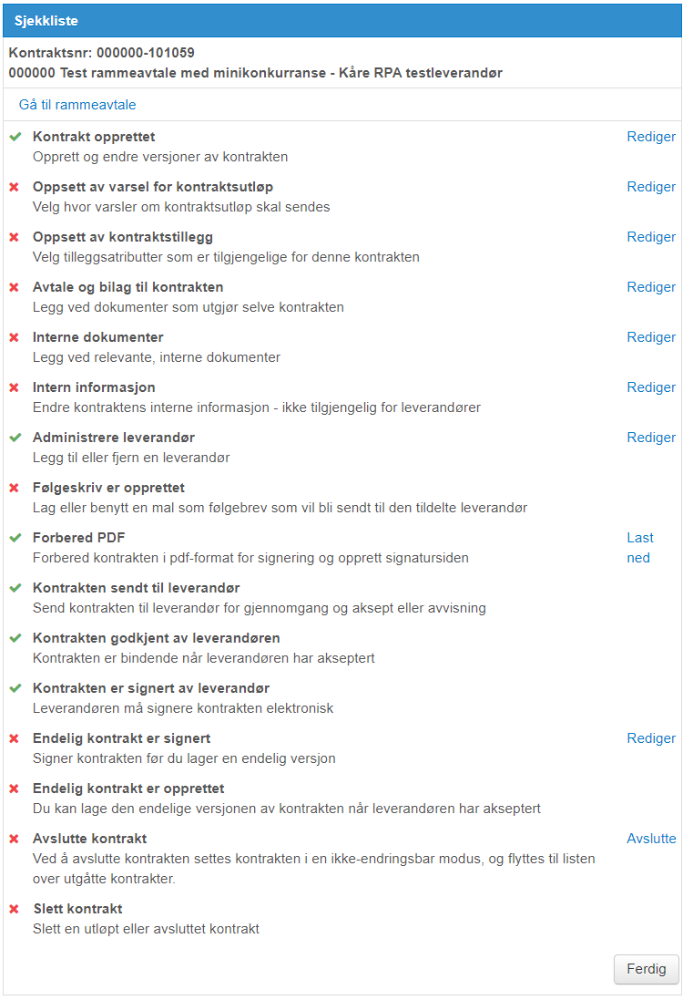 Sjekkliste
Kontraktsnr: 000000-101059
000000 Test rammeavtale med minikonkurranse - Kåre RPA testleverandør
Gå til rammeavtale
Kontrakt opprettet Rediger
Opprett og endre versjoner av kontrakten
Oppsett av varsel for kontraktsutløp Rediger
Velg hvor varsler om kontraktsutløp skal sendes
Oppsett av kontraktstillegg Rediger
Velg tilleggsatributter som er tilgjengelige for denne kontrakten
Avtale og bilag til kontrakten Rediger
Legg ved dokumenter som utgjør selve kontrakten
Interne dokumenter Rediger
Legg ved relevante, interne dokumenter
Intern informasjon Rediger
Endre kontraktens interne informasjon - ikke tilgjengelig for leverandører
Administrere leverandør Rediger
Legg til eller fjern en leverandør
Følgeskriv er opprettet
Lag eller benytt en mal som følgebrev som vil bli sendt til den tildelte leverandør
Forbered PDF Last
Forbered kontrakten i pdf-format for signering og opprett signatursiden ned
Kontrakten sendt til leverandør
Send kontrakten til leverandør for gjennomgang og aksept eller avvisning
Kontrakten godkjent av leverandøren
Kontrakten er bindende når leverandøren har akseptert
Kontrakten er signert av leverandør
Leverandøren må signere kontrakten elektronisk
Endelig kontrakt er signert Rediger
Signer kontrakten før du lager en endelig versjon
Endelig kontrakt er opprettet
Du kan lage den endelige versjonen av kontrakten når leverandøren har akseptert
Avslutte kontrakt Avslutte
Ved å avslutte kontrakten settes kontrakten i en ikke-endringsbar modus, og flyttes til listen
over utgåtte kontrakter.
Slett kontrakt
Slett en utløpt eller avsluttet kontrakt
Ferdig